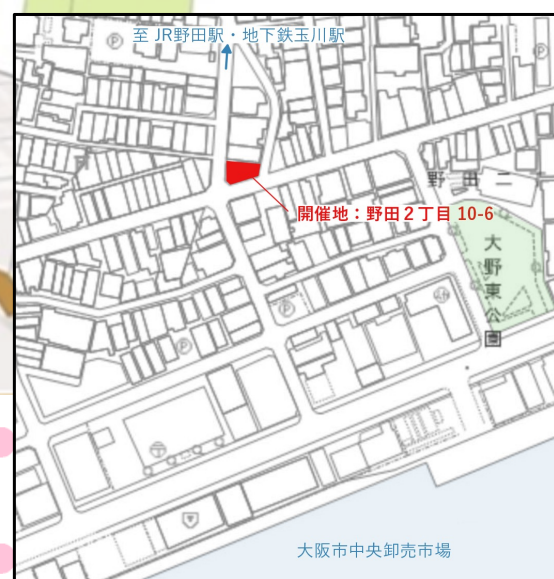 至 JR野田駅・地下鉄玉川駅
野田二
開催地：野田２丁目 10-6
大野東公園
大阪市中央卸売市場